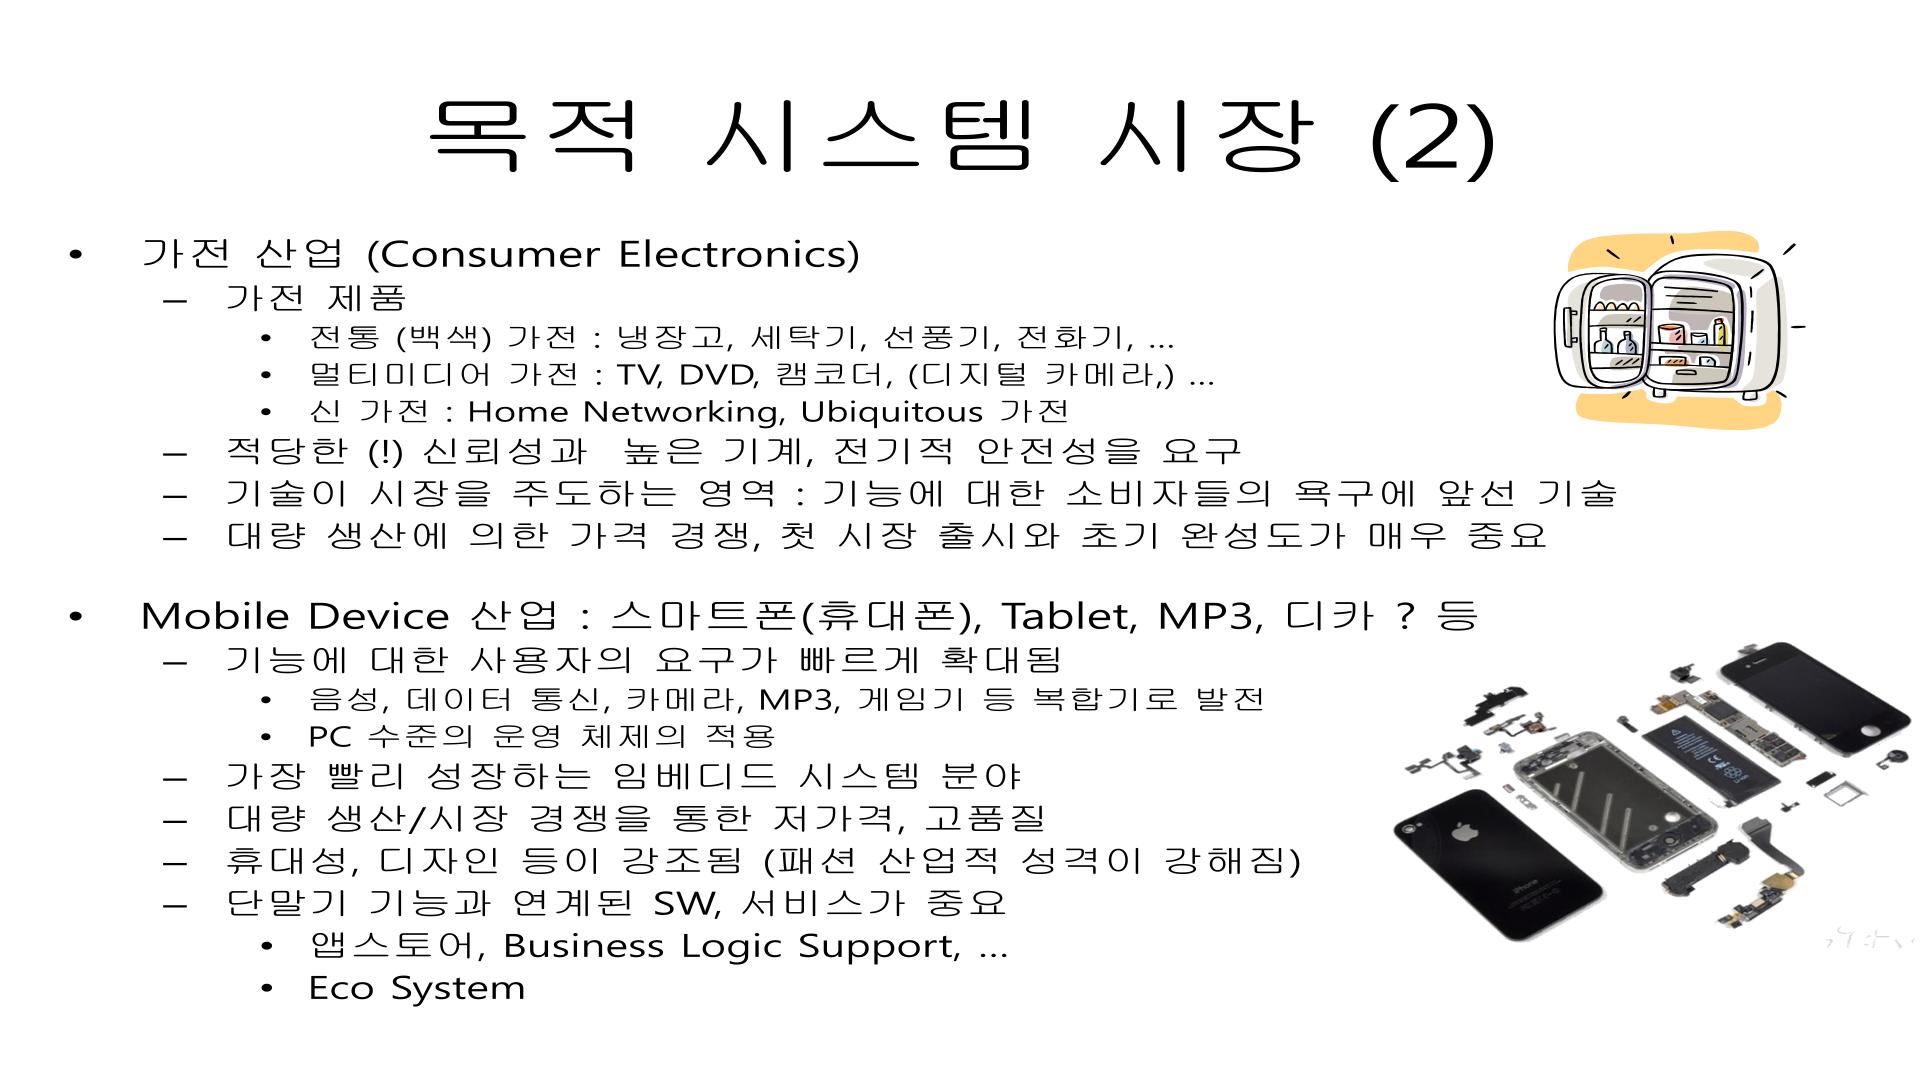 목적 시스템 시장 (2)
• 가전 산업 (Consumer Electronics)
– 가전 제품
• 전통 (백색) 가전 : 냉장고, 세탁기, 선풍기, 전화기, ...
• 멀티미디어 가전 : TV, DVD, 캠코더, (디지털 카메라,) ...
• 신 가전 : Home Networking, Ubiquitous 가전
– 적당한 (!) 신뢰성과 높은 기계, 전기적 안전성을 요구
– 기술이 시장을 주도하는 영역 : 기능에 대한 소비자들의 욕구에 앞선 기술
– 대량 생산에 의한 가격 경쟁, 첫 시장 출시와 초기 완성도가 매우 중요
• Mobile Device 산업 : 스마트폰(휴대폰), Tablet, MP3, 디카 ? 등
– 기능에 대한 사용자의 요구가 빠르게 확대됨
• 음성, 데이터 통신, 카메라, MP3, 게임기 등 복합기로 발전
• PC 수준의 운영 체제의 적용
– 가장 빨리 성장하는 임베디드 시스템 분야
– 대량 생산/시장 경쟁을 통한 저가격, 고품질
– 휴대성, 디자인 등이 강조됨 (패션 산업적 성격이 강해짐)
– 단말기 기능과 연계된 SW, 서비스가 중요
• 앱스토어, Business Logic Support, ...
• Eco System
iPhone